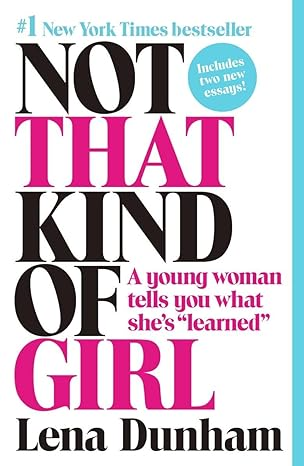 #1 New York Times bestseller
NOT
Includes
two new
essays!
THAT
KIND
OF
A young woman
tells you what
she's “learned”
GIRL
Lena Dunham